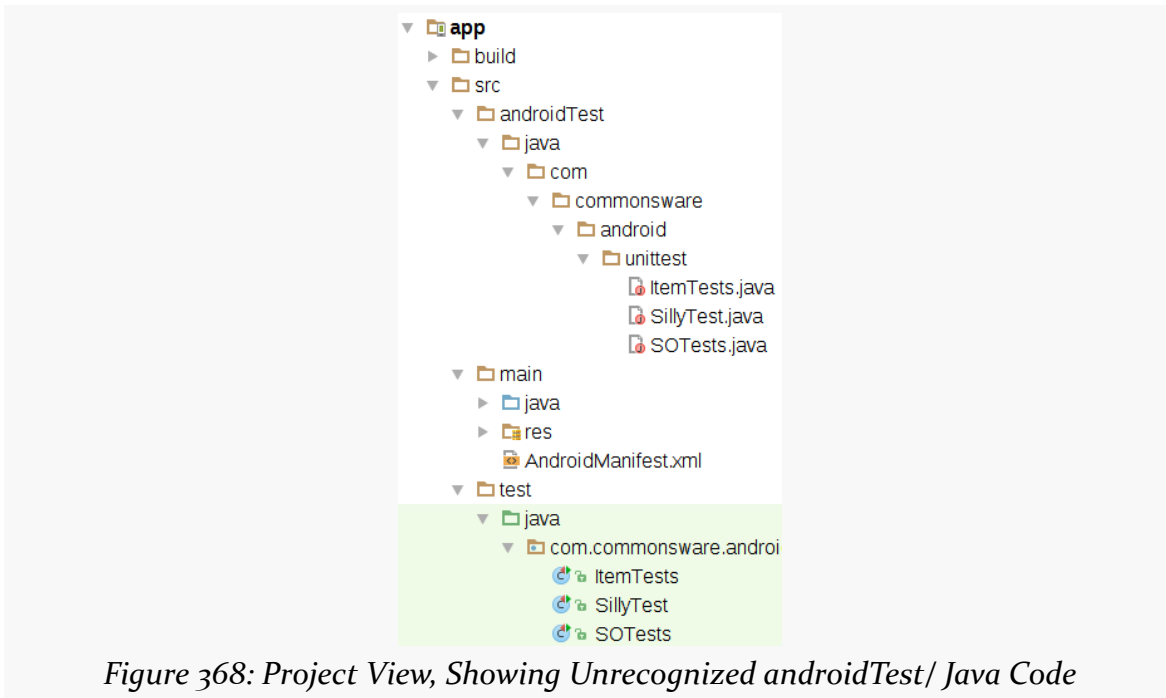 app
build
src
androidTest
java
com
commonsware
android
unittest
ItemTests.java
SillyTest.java
SOTests.java
main
java
res
AndroidManifest.xml
test
java
com.commonsware.androi
ItemTests
SillyTest
SOTests
Figure 368: Project View, Showing Unrecognized androidTest/ Java Code